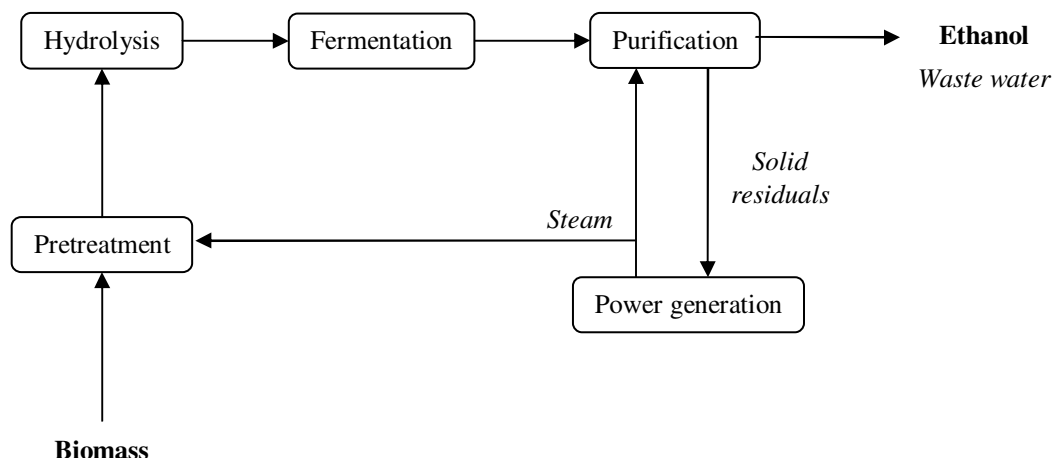 Hydrolysis
Fermentation
Purification
Ethanol
Waste water
Solid
residuals
Steam
Pretreatment
Power generation
Biomass